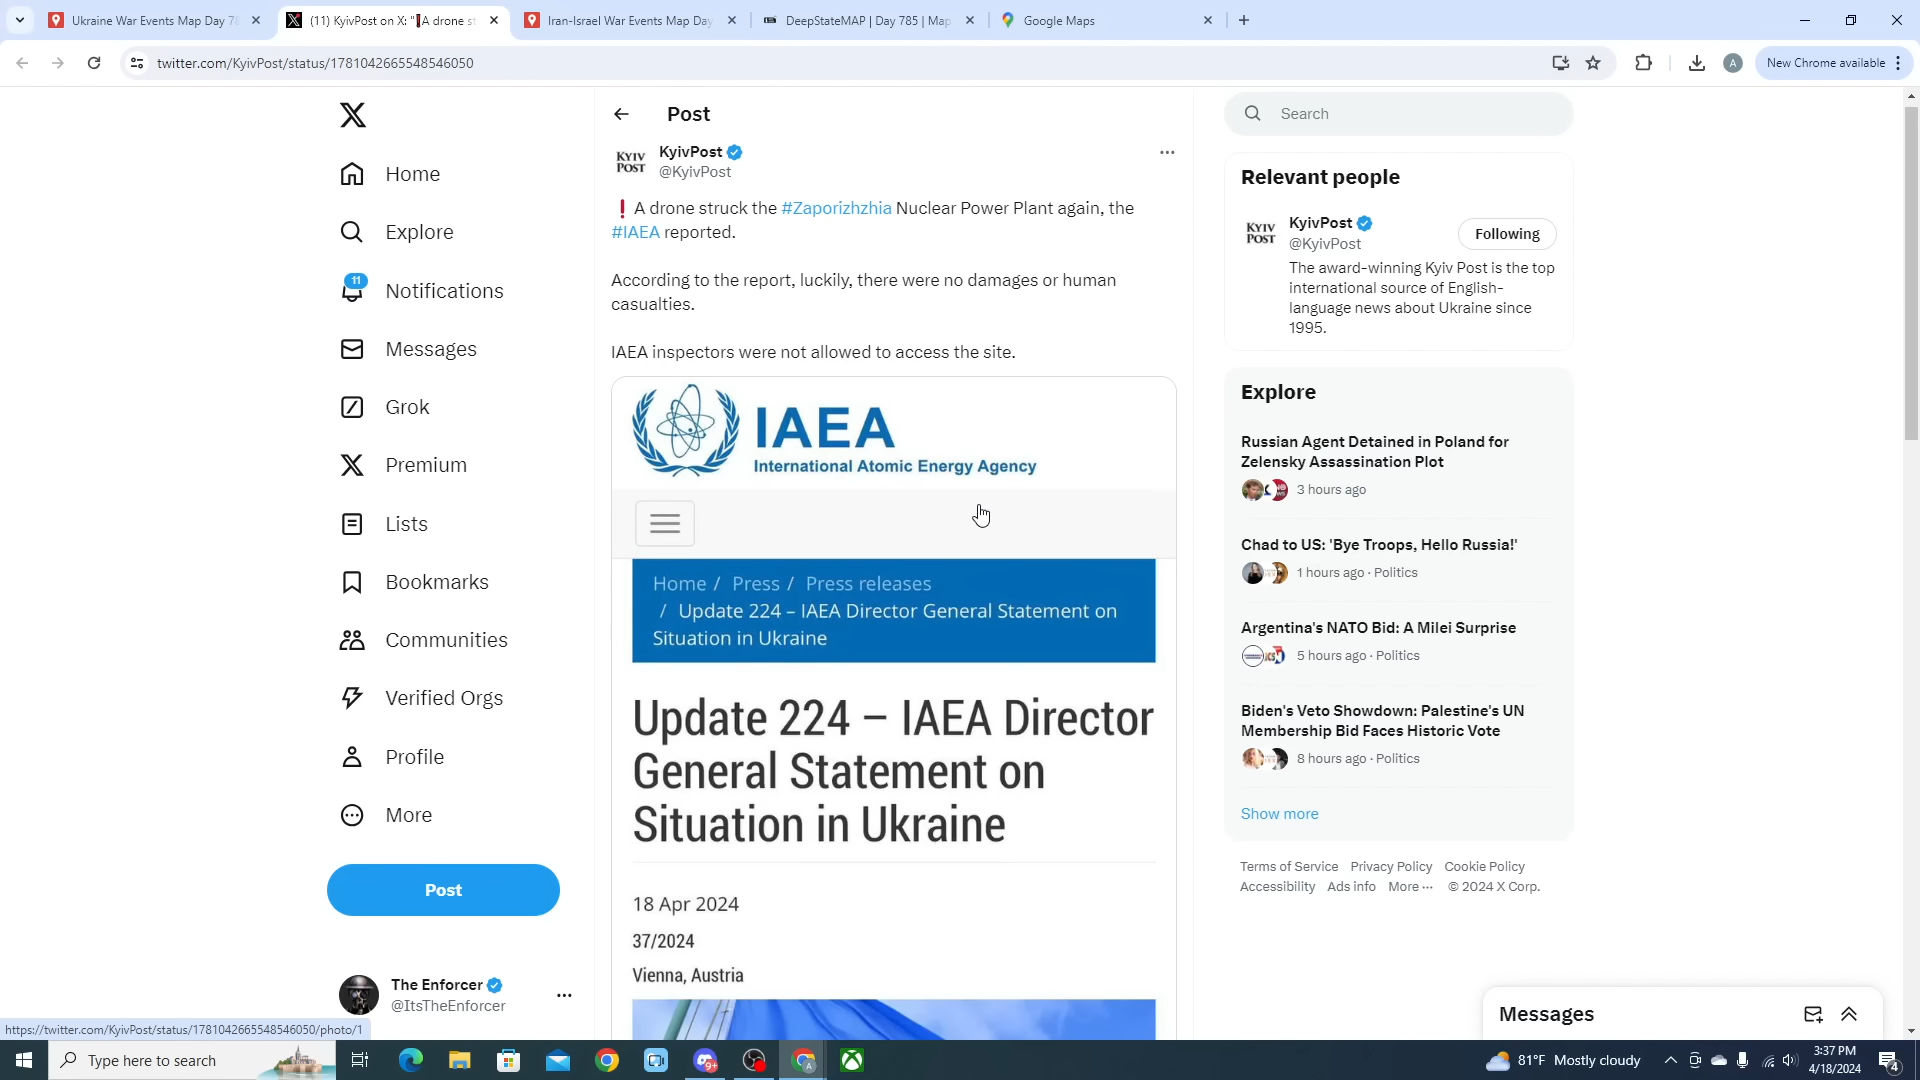 Ukraine War Events Map Day 78
(11) KyivPost on X: "❗A drone st
Iran-Israel War Events Map Day
DeepStateMAP | Day 785 | Map
Google Maps
twitter.com/KyivPost/status/1781042665548546050
A
New Chrome available
Home
Explore
11
Notifications
Messages
Grok
Premium
Lists
Bookmarks
Communities
Verified Orgs
Profile
More
Post
The Enforcer
@ItsTheEnforcer
Post
KYIV
POST
KyivPost
@KyivPost
❗A drone struck the #Zaporizhzhia Nuclear Power Plant again, the
#IAEA reported.
According to the report, luckily, there were no damages or human
casualties.
IAEA inspectors were not allowed to access the site.
IAEA
International Atomic Energy Agency
Home / Press / Press releases
/ Update 224 – IAEA Director General Statement on
Situation in Ukraine
Update 224 – IAEA Director
General Statement on
Situation in Ukraine
18 Apr 2024
37/2024
Vienna, Austria
Search
Relevant people
KYIV
POST
KyivPost
@KyivPost
Following
The award-winning Kyiv Post is the top
international source of English-
language news about Ukraine since
1995.
Explore
Russian Agent Detained in Poland for
Zelensky Assassination Plot
3 hours ago
Chad to US: 'Bye Troops, Hello Russia!'
1 hours ago · Politics
Argentina's NATO Bid: A Milei Surprise
5 hours ago · Politics
Biden's Veto Showdown: Palestine's UN
Membership Bid Faces Historic Vote
8 hours ago · Politics
Show more
Terms of Service Privacy Policy Cookie Policy
Accessibility Ads info More ··· © 2024 X Corp.
Messages
https://twitter.com/KyivPost/status/1781042665548546050/photo/1
Type here to search
9+
A
81°F Mostly cloudy
3:37 PM
4/18/2024
4